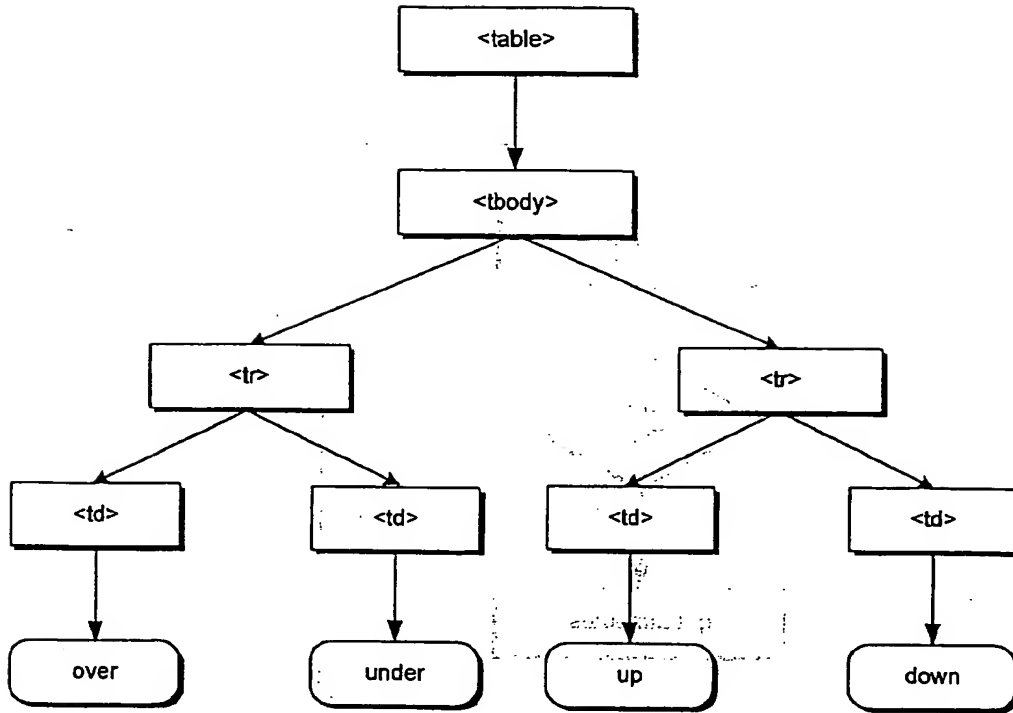 <table>
<tbody>
<tr> <tr>
<td> <td> <td> <td>
over under up down